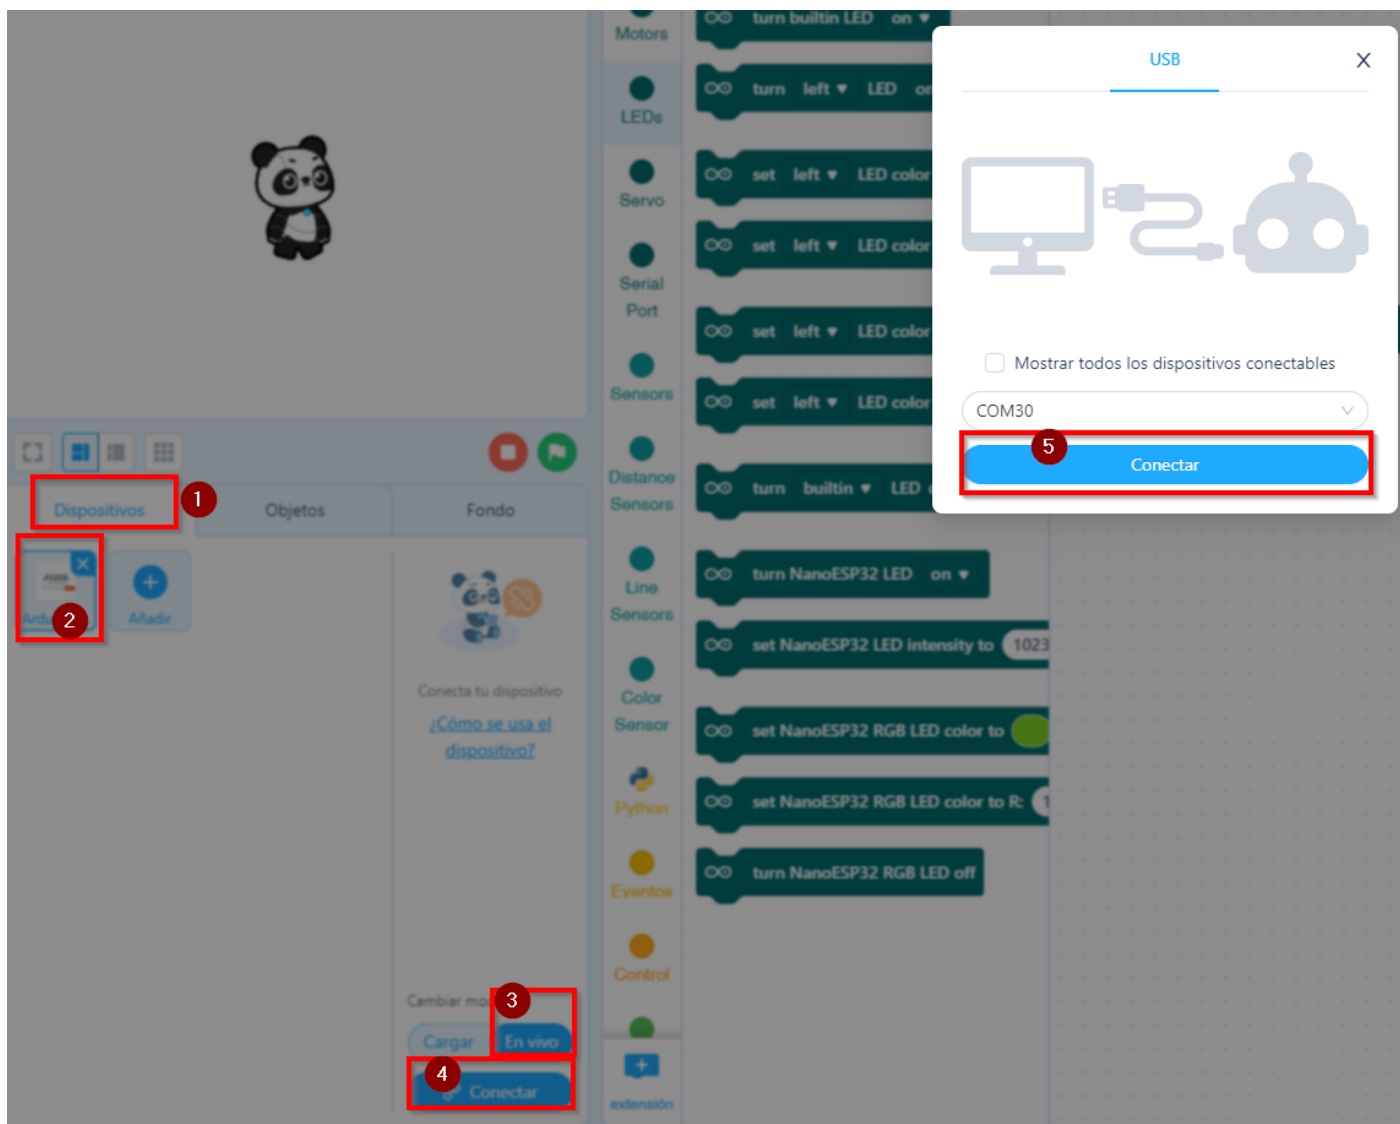 Motors
LEDs
Servo
Serial
Port
Sensors
Distance
Sensors
Line
Sensors
Color
Sensor
Python
Eventos
Control
extensión
turn builtin LED on
turn left LED
set left LED color
set left LED color
set left LED color
set left LED color
turn builtin LED
turn NanoESP32 LED on
set NanoESP32 LED intensity to 1023
set NanoESP32 RGB LED color to
set NanoESP32 RGB LED color to R:
turn NanoESP32 RGB LED off
USB
Mostrar todos los dispositivos conectables
COM30
5
Conectar
Dispositivos
1
Objetos
Fondo
2
Añadir
Conecta tu dispositivo
¿Cómo se usa el
dispositivo?
Cambiar
3
Cargar
En vivo
4
Conectar